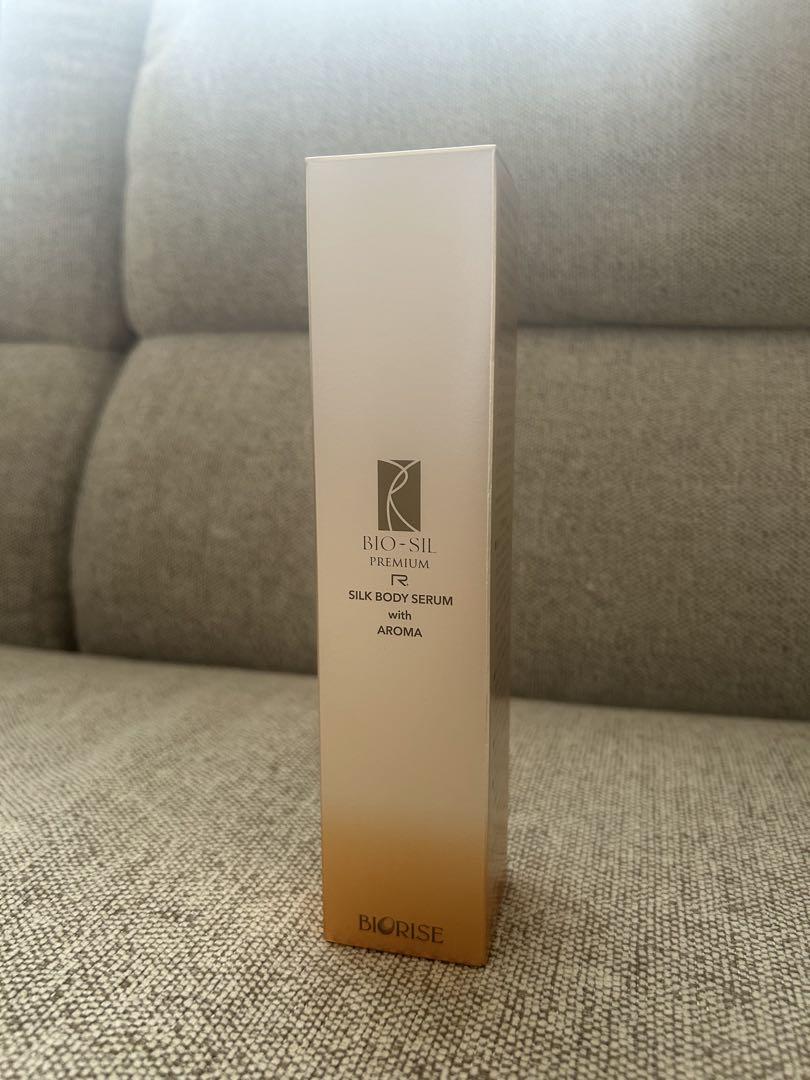 BIO-SIL
PREMIUM
R
SILK BODY SERUM
with
AROMA
BIORISE